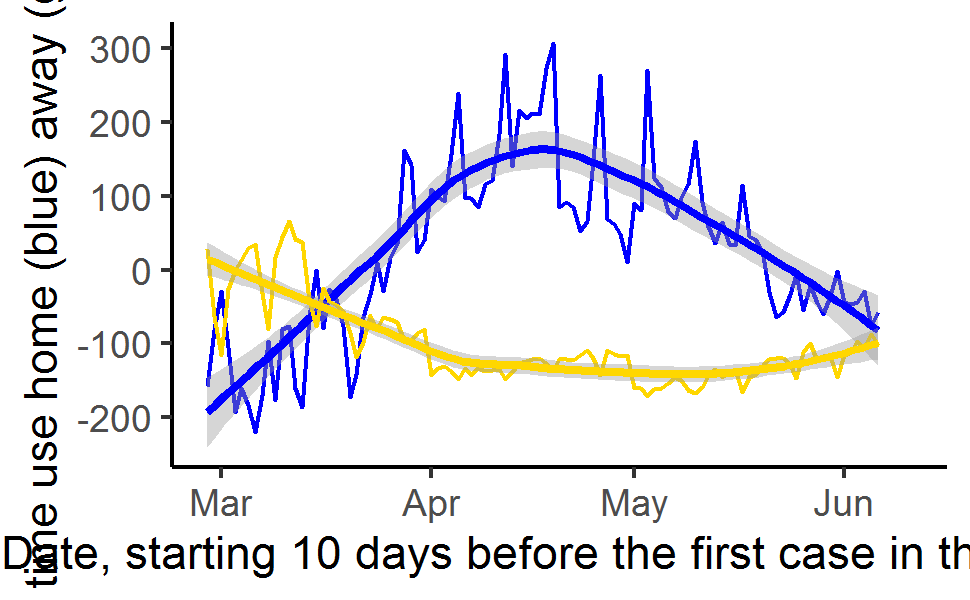 time use home (blue) away (g
300
200
100
0
-100
-200
Mar Apr May Jun
Date, starting 10 days before the first case in th